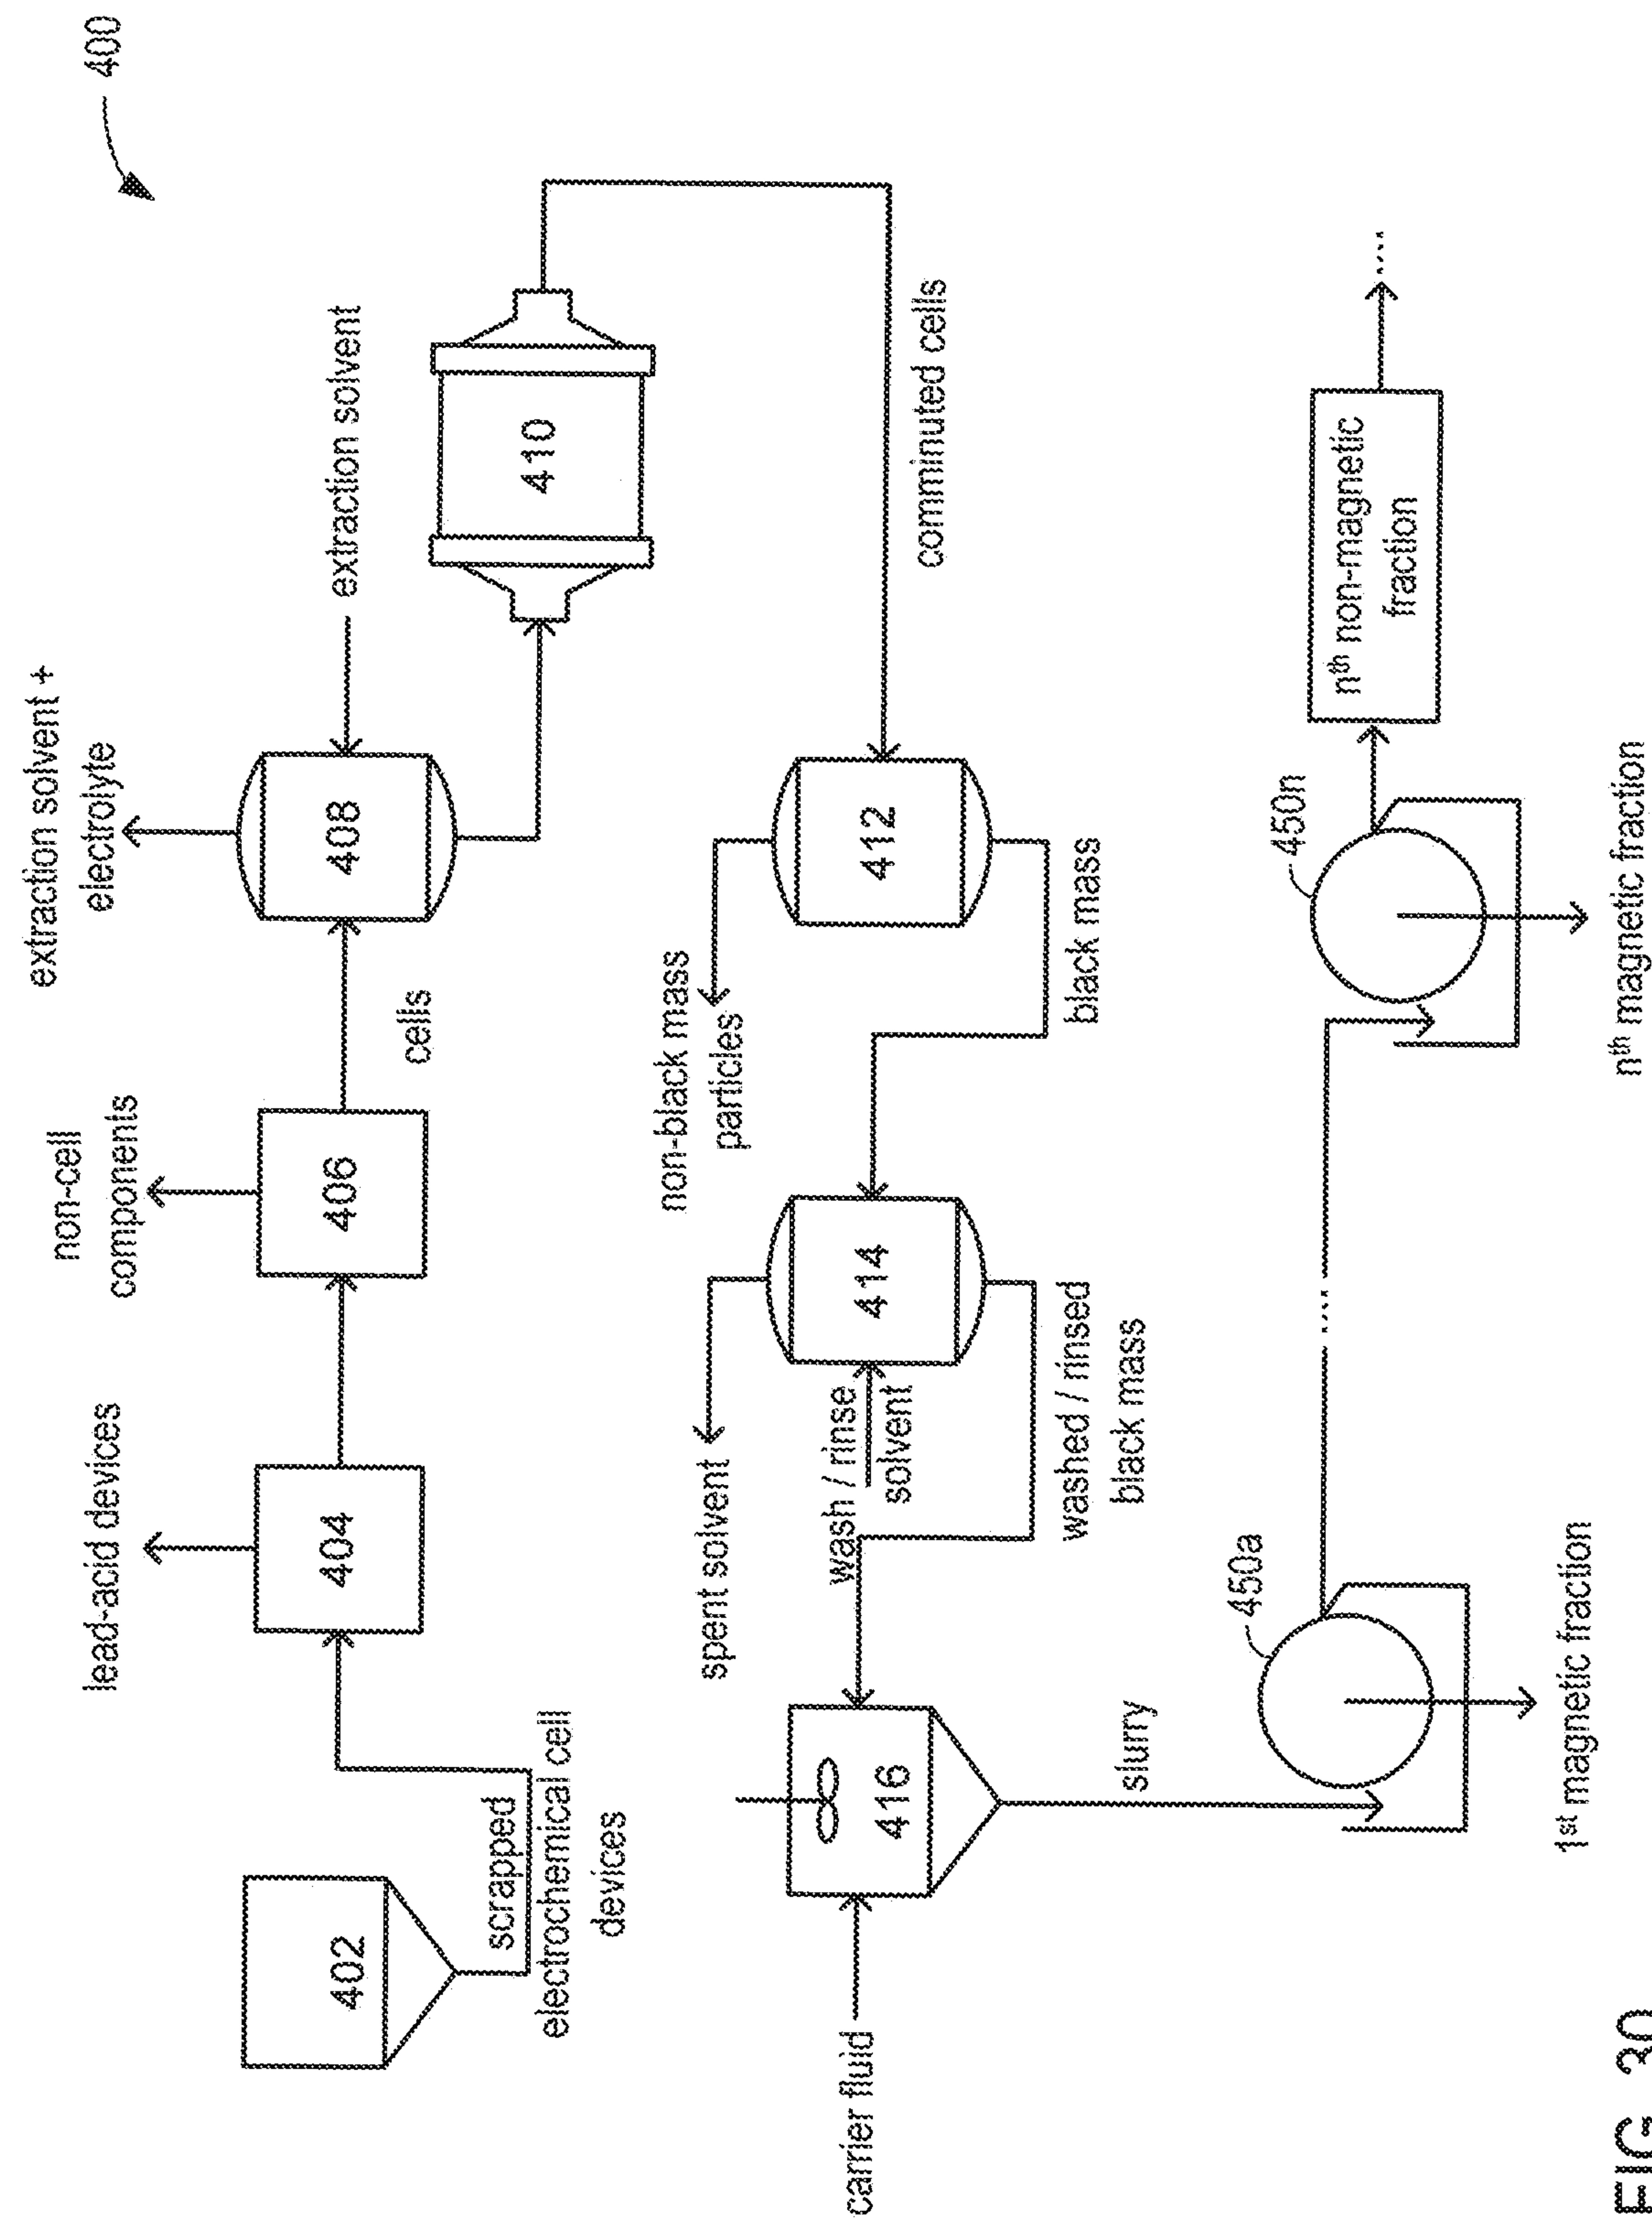 400
extraction solvent +
electrolyte
non-cell
components
lead-acid devices
extraction solvent
402
404
406
408
410
cells
scrapped
electrochemical cell
devices
comminuted cells
non-black mass
particles
spent solvent
412
414
416
wash / rinse
solvent
carrier fluid
black mass
washed / rinsed
black mass
slurry
450a
450n
nth non-magnetic
fraction
....
....
1st magnetic fraction
nth magnetic fraction
FIG. 30